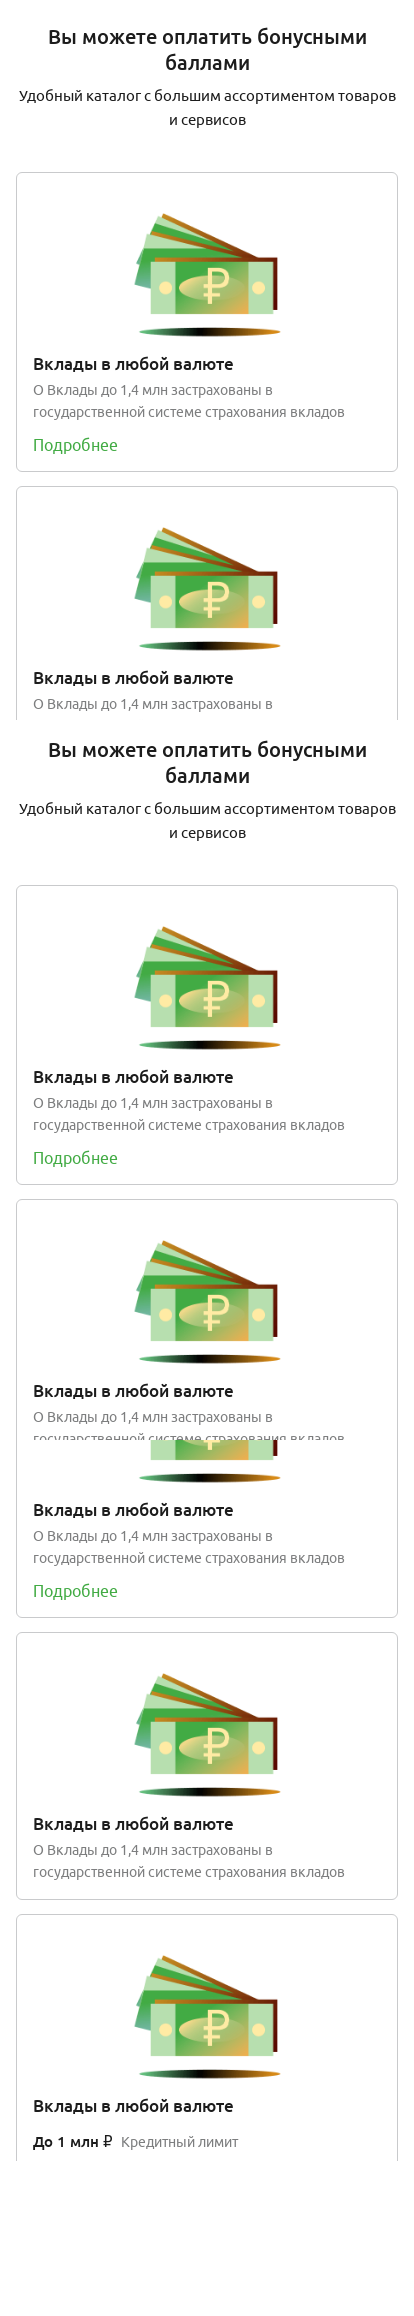 Вы можете оплатить бонусными
баллами
Удобный каталог с большим ассортиментом товаров
и сервисов
₽
Вклады в любой валюте
О Вклады до 1,4 млн застрахованы в
государственной системе страхования вкладов
Подробнее
₽
Вклады в любой валюте
О Вклады до 1,4 млн застрахованы в
Вы можете оплатить бонусными
баллами
Удобный каталог с большим ассортиментом товаров
и сервисов
₽
Вклады в любой валюте
О Вклады до 1,4 млн застрахованы в
государственной системе страхования вкладов
Подробнее
₽
Вклады в любой валюте
О Вклады до 1,4 млн застрахованы в
государственной системе страхования вкладов
Вклады в любой валюте
О Вклады до 1,4 млн застрахованы в
государственной системе страхования вкладов
Подробнее
₽
Вклады в любой валюте
О Вклады до 1,4 млн застрахованы в
государственной системе страхования вкладов
₽
Вклады в любой валюте
До 1 млн ₽ Кредитный лимит